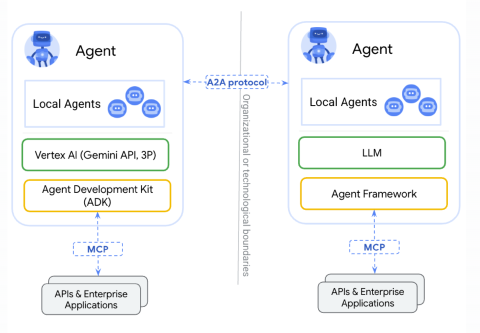 Agent
Local Agents
Vertex AI (Gemini API, 3P)
Agent Development Kit
(ADK)
MCP
APIs & Enterprise
Applications
A2A protocol
Organizational or technological boundaries
Agent
Local Agents
LLM
Agent Framework
MCP
APIs & Enterprise
Applications